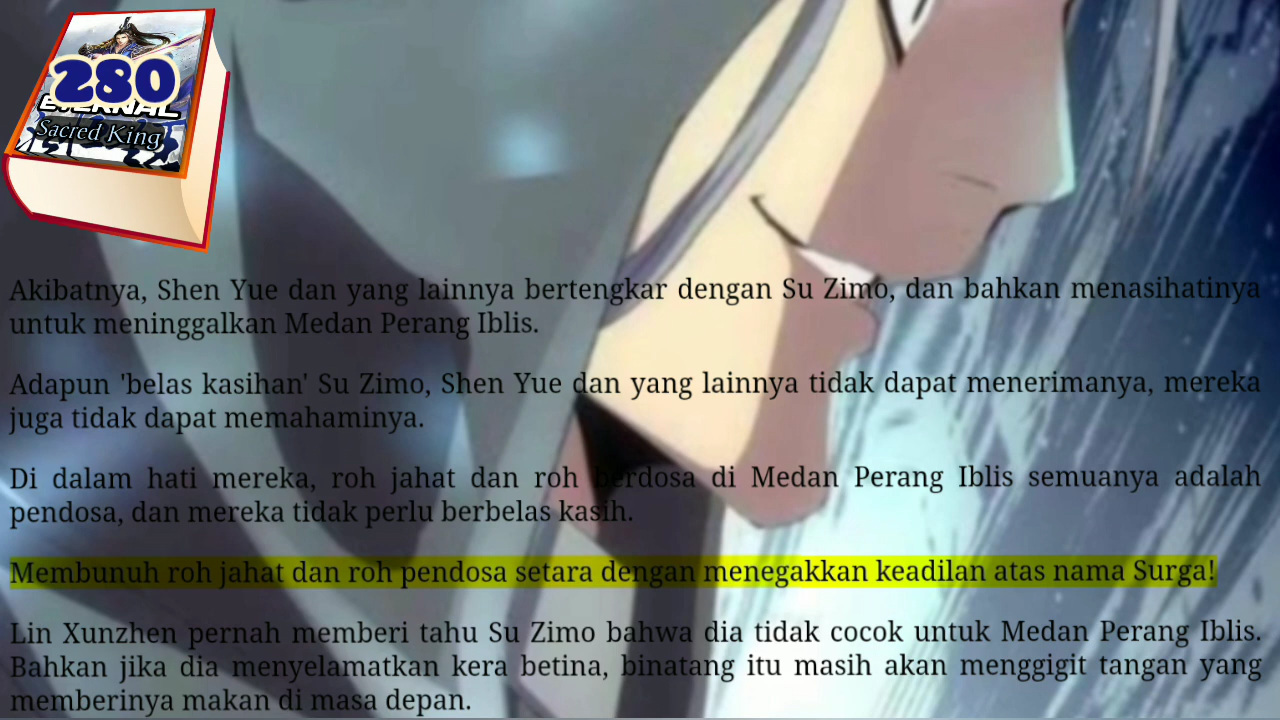 280
ETERNAL
Sacred King
Akibatnya, Shen Yue dan yang lainnya bertengkar dengan Su Zimo, dan bahkan menasihatinya
untuk meninggalkan Medan Perang Iblis.
Adapun 'belas kasihan' Su Zimo, Shen Yue dan yang lainnya tidak dapat menerimanya, mereka
juga tidak dapat memahaminya.
Di dalam hati mereka, roh jahat dan roh berdosa di Medan Perang Iblis semuanya adalah
pendosa, dan mereka tidak perlu berbelas kasih.
Membunuh roh jahat dan roh pendosa setara dengan menegakkan keadilan atas nama Surga!
Lin Xunzhen pernah memberi tahu Su Zimo bahwa dia tidak cocok untuk Medan Perang Iblis.
Bahkan jika dia menyelamatkan kera betina, binatang itu masih akan menggigit tangan yang
memberinya makan di masa depan.